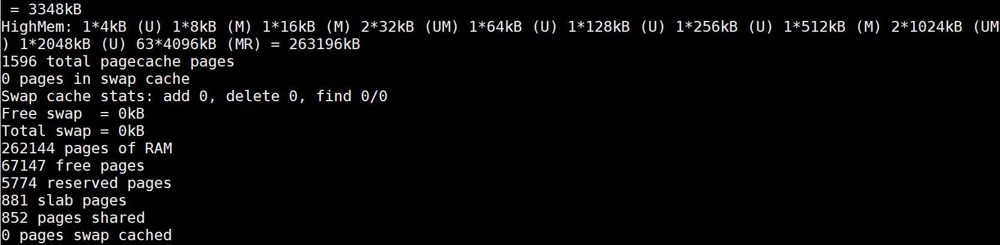 = 3348kB
HighMem: 1*4kB (U) 1*8kB (M) 1*16kB (M) 2*32kB (UM) 1*64kB (U) 1*128kB (U) 1*256kB (U) 1*512kB (M) 2*1024kB (UM
) 1*2048kB (U) 63*4096kB (MR) = 263196kB
1596 total pagecache pages
0 pages in swap cache
Swap cache stats: add 0, delete 0, find 0/0
Free swap  = 0kB
Total swap = 0kB
262144 pages of RAM
67147 free pages
5774 reserved pages
881 slab pages
852 pages shared
0 pages swap cached